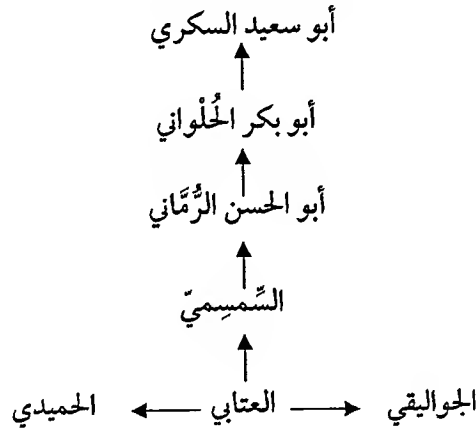 أبو سعيد السكري
أبو بكر الحُلْواني
أبو الحسن الرُّمَّاني
السِّمسِميّ
الجواليقي العتابي الحميدي